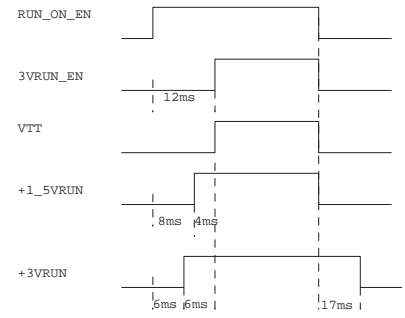 RUN_ON_EN
3VRUN_EN
12ms
VTT
+1_5VRUN
8ms 4ms
+3VRUN
6ms 6ms 17ms